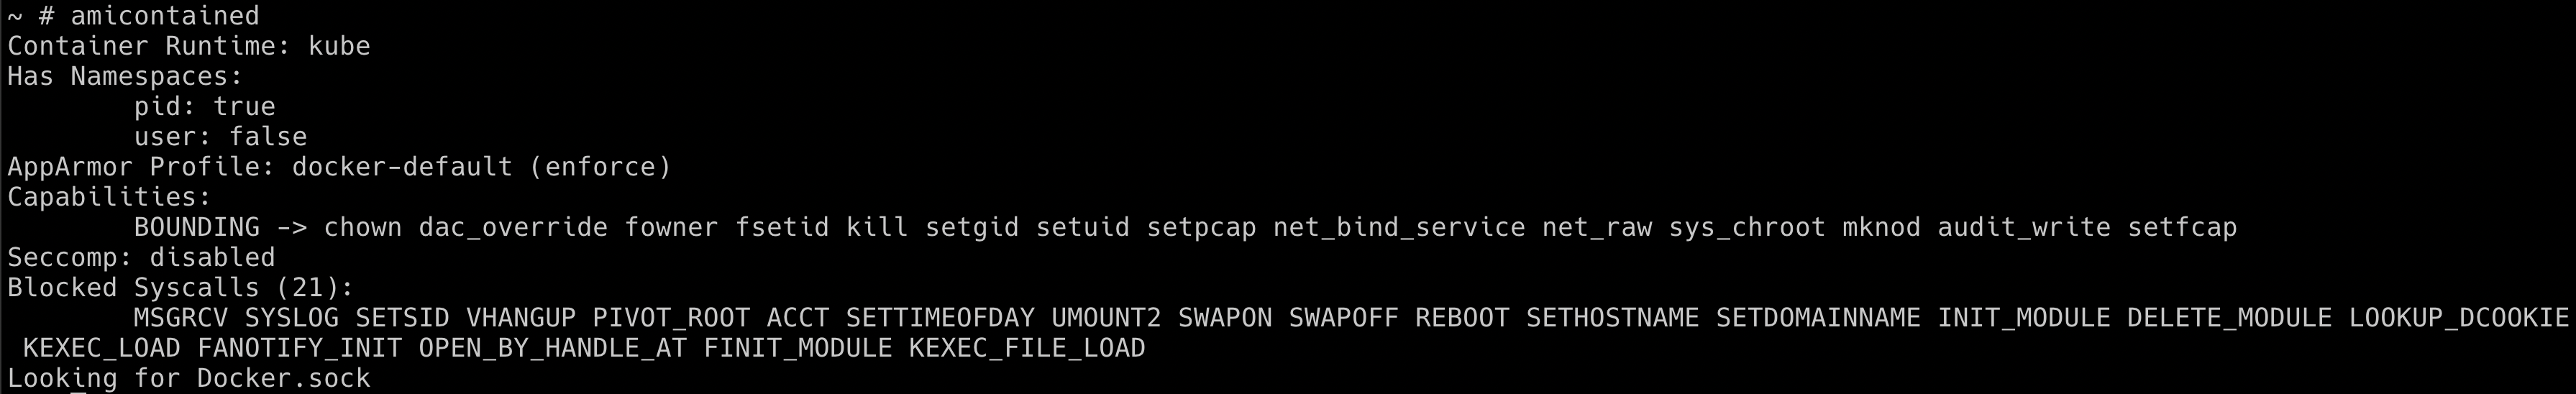 ~ # amicontained
Container Runtime: kube
Has Namespaces:
        pid: true
        user: false
AppArmor Profile: docker-default (enforce)
Capabilities:
        BOUNDING -> chown dac_override fowner fsetid kill setgid setuid setpcap net_bind_service net_raw sys_chroot mknod audit_write setfcap
Seccomp: disabled
Blocked Syscalls (21):
        MSGRCV SYSLOG SETSID VHANGUP PIVOT_ROOT ACCT SETTIMEOFDAY UMOUNT2 SWAPON SWAPOFF REBOOT SETHOSTNAME SETDOMAINNAME INIT_MODULE DELETE_MODULE LOOKUP_DCOOKIE
 KEXEC_LOAD FANOTIFY_INIT OPEN_BY_HANDLE_AT FINIT_MODULE KEXEC_FILE_LOAD
Looking for Docker.sock